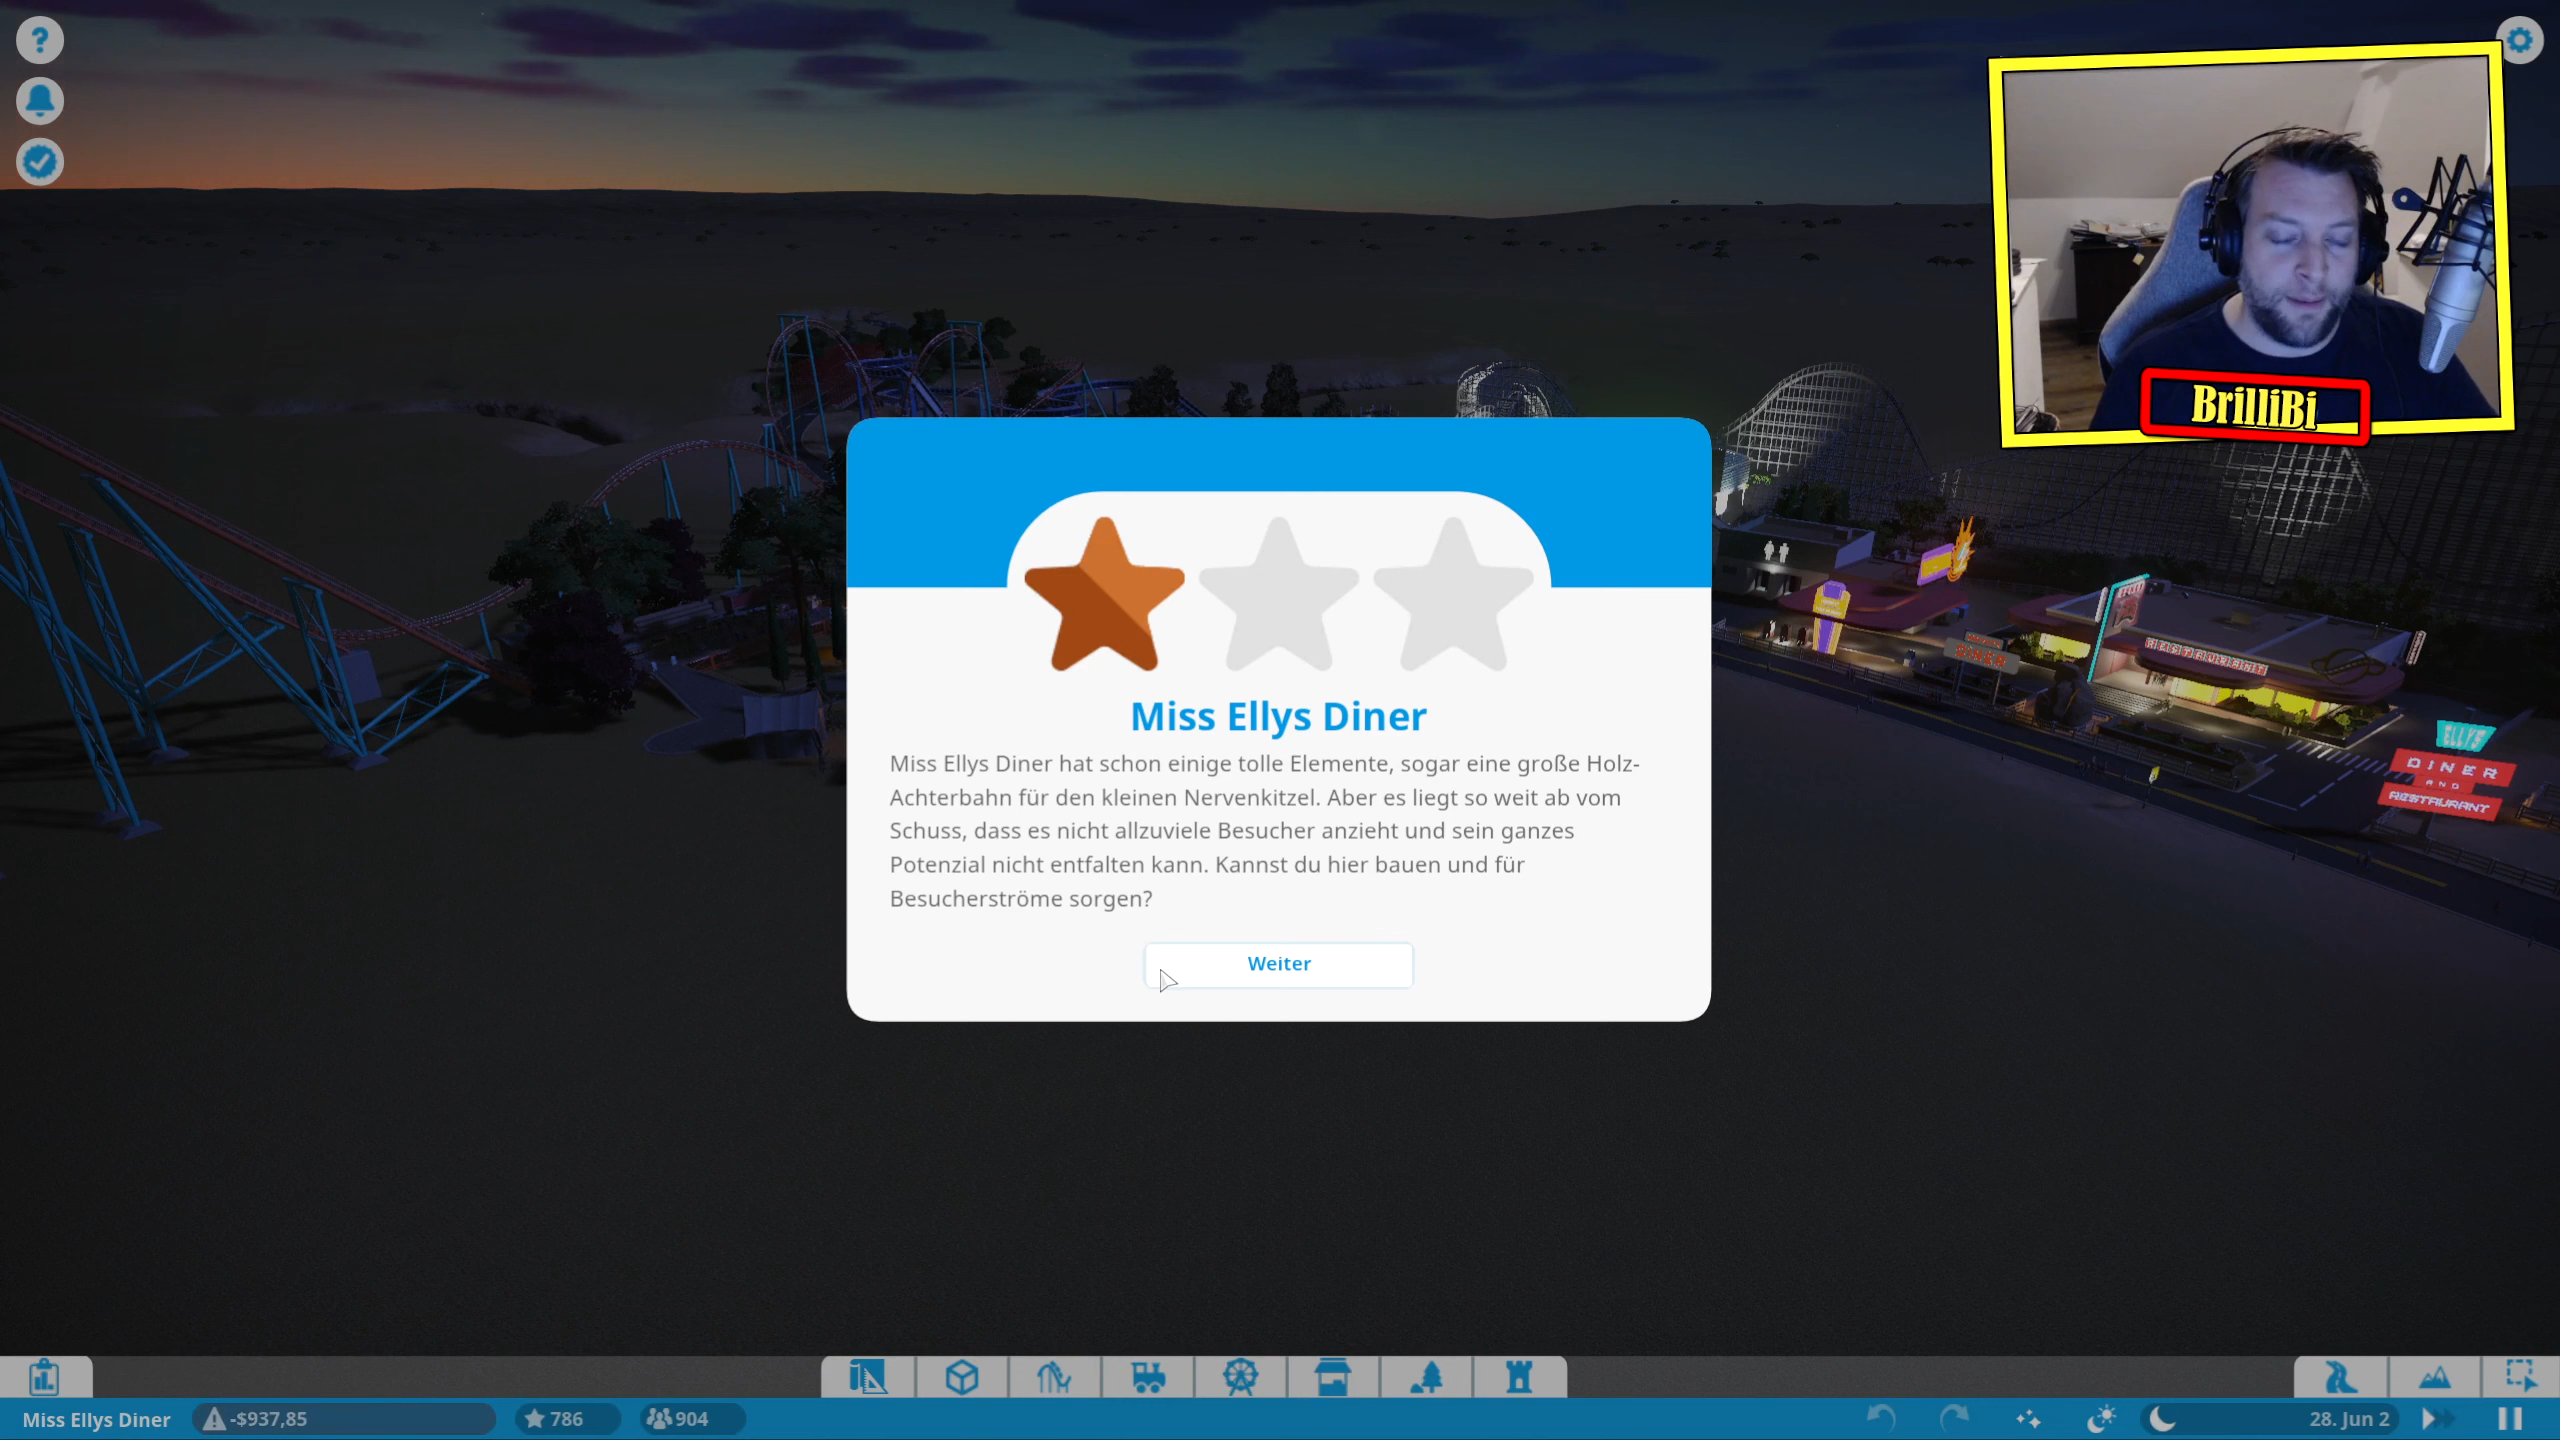 BrilliBi
Miss Ellys Diner
Miss Ellys Diner hat schon einige tolle Elemente, sogar eine große Holz-
Achterbahn für den kleinen Nervenkitzel. Aber es liegt so weit ab vom
Schuss, dass es nicht allzuviele Besucher anzieht und sein ganzes
Potenzial nicht entfalten kann. Kannst du hier bauen und für
Besucherströme sorgen?
Weiter
DINER
RESTAURANT
ELLYS
DINER
AND
RESTAURANT
Miss Ellys Diner
-$937,85
786
904
28. Jun 2